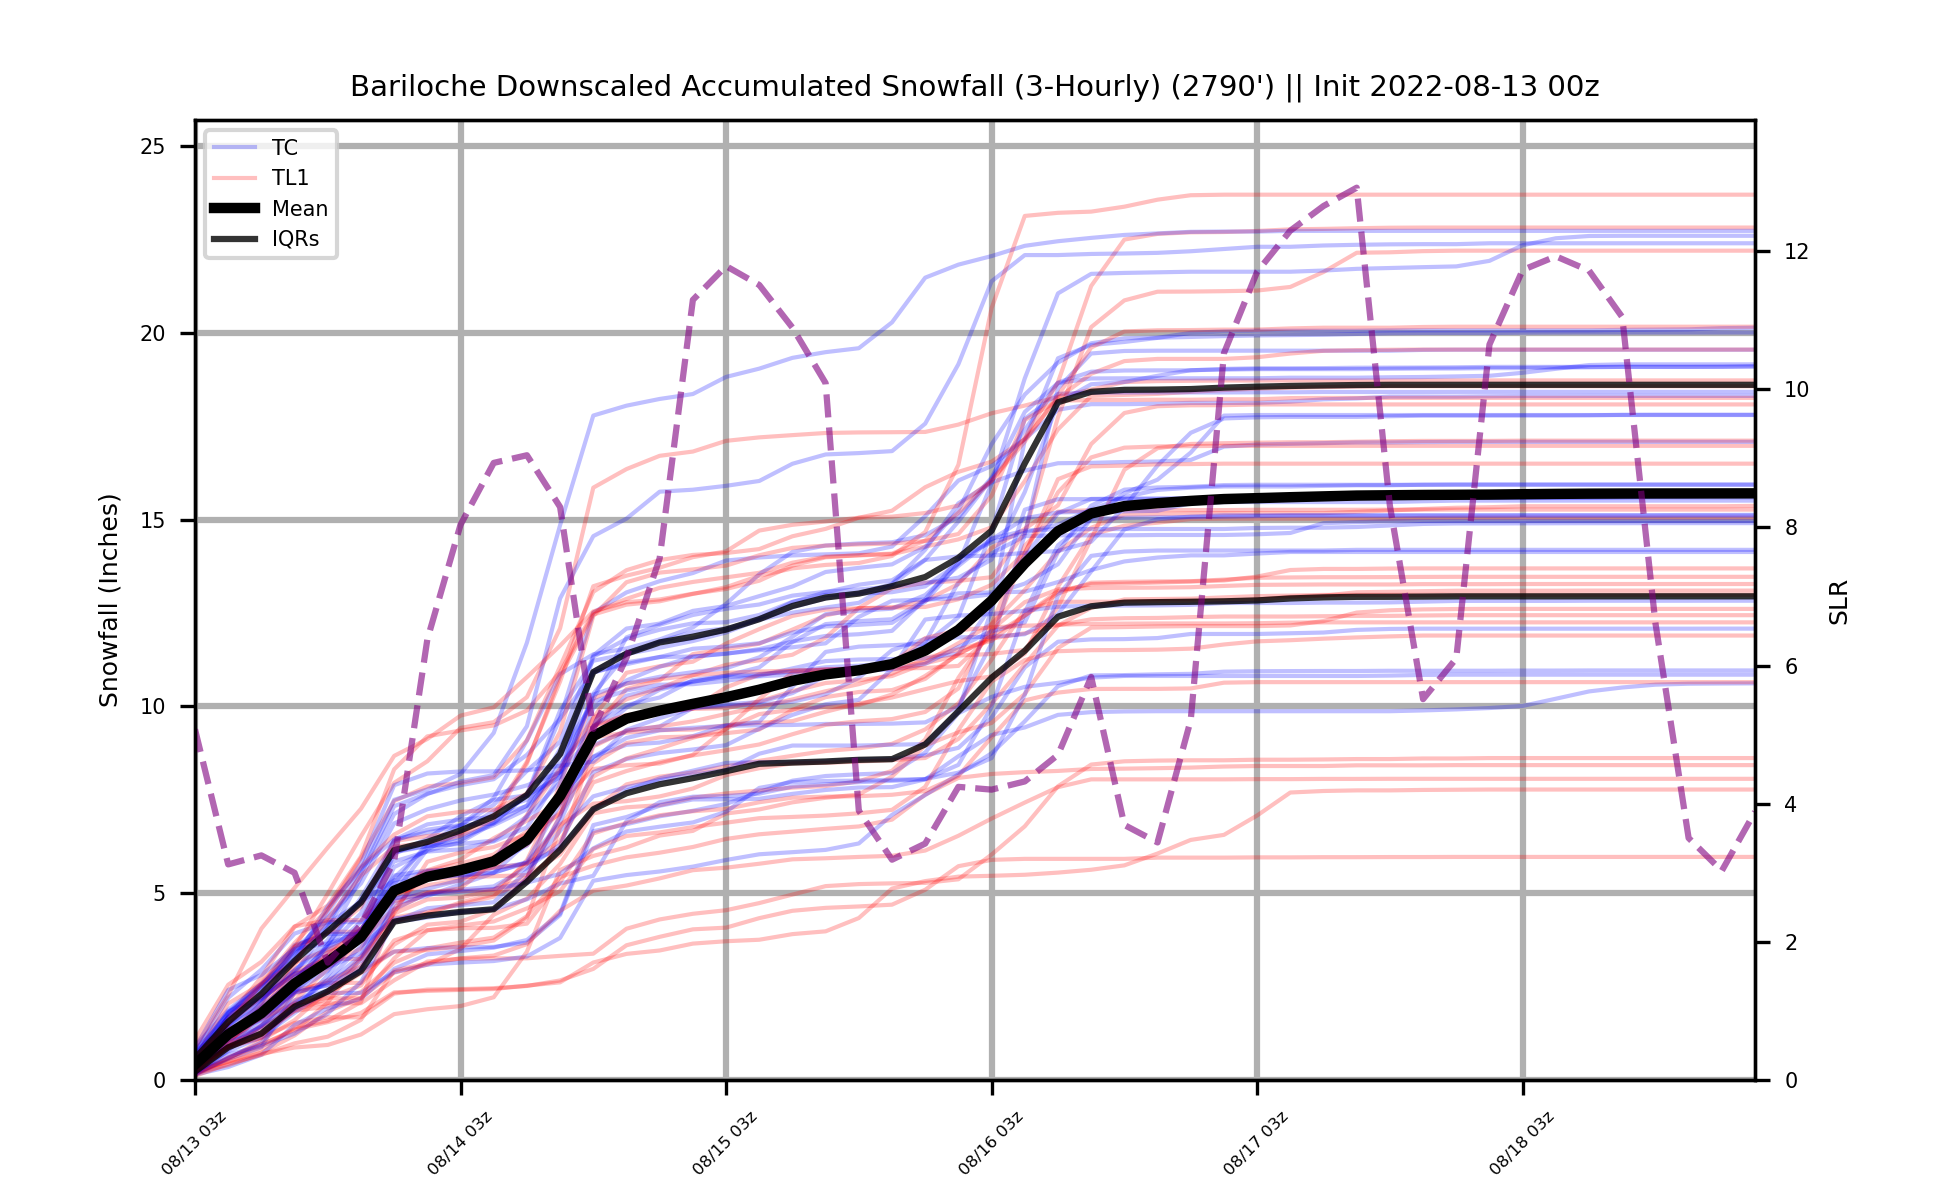 Bariloche Downscaled Accumulated Snowfall (3-Hourly) (2790') || Init 2022-08-13 00z
TC
TL1
Mean
IQRs
Snowfall (Inches)
25
20
15
10
5
0
SLR
12
10
8
6
4
2
0
08/13 03z
08/14 03z
08/15 03z
08/16 03z
08/17 03z
08/18 03z